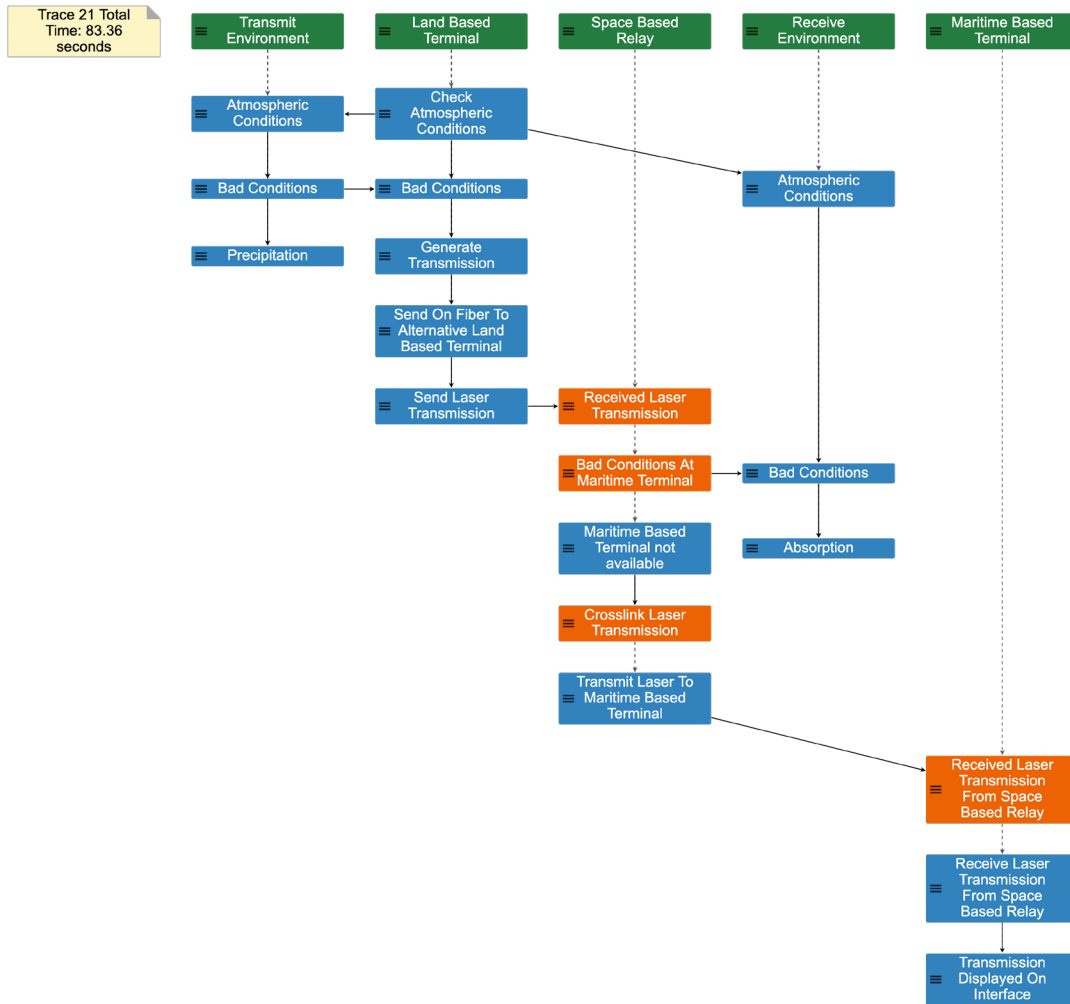 Trace 21 Total
Time: 83.36
seconds
Transmit
Environment
Land Based
Terminal
Space Based
Relay
Receive
Environment
Maritime Based
Terminal
Atmospheric
Conditions
Check
Atmospheric
Conditions
Atmospheric
Conditions
Bad Conditions
Bad Conditions
Precipitation
Generate
Transmission
Send On Fiber To
Alternative Land
Based Terminal
Send Laser
Transmission
Received Laser
Transmission
Bad Conditions At
Maritime Terminal
Bad Conditions
Maritime Based
Terminal not
available
Absorption
Crosslink Laser
Transmission
Transmit Laser To
Maritime Based
Terminal
Received Laser
Transmission
From Space
Based Relay
Receive Laser
Transmission
From Space
Based Relay
Transmission
Displayed On
Interface